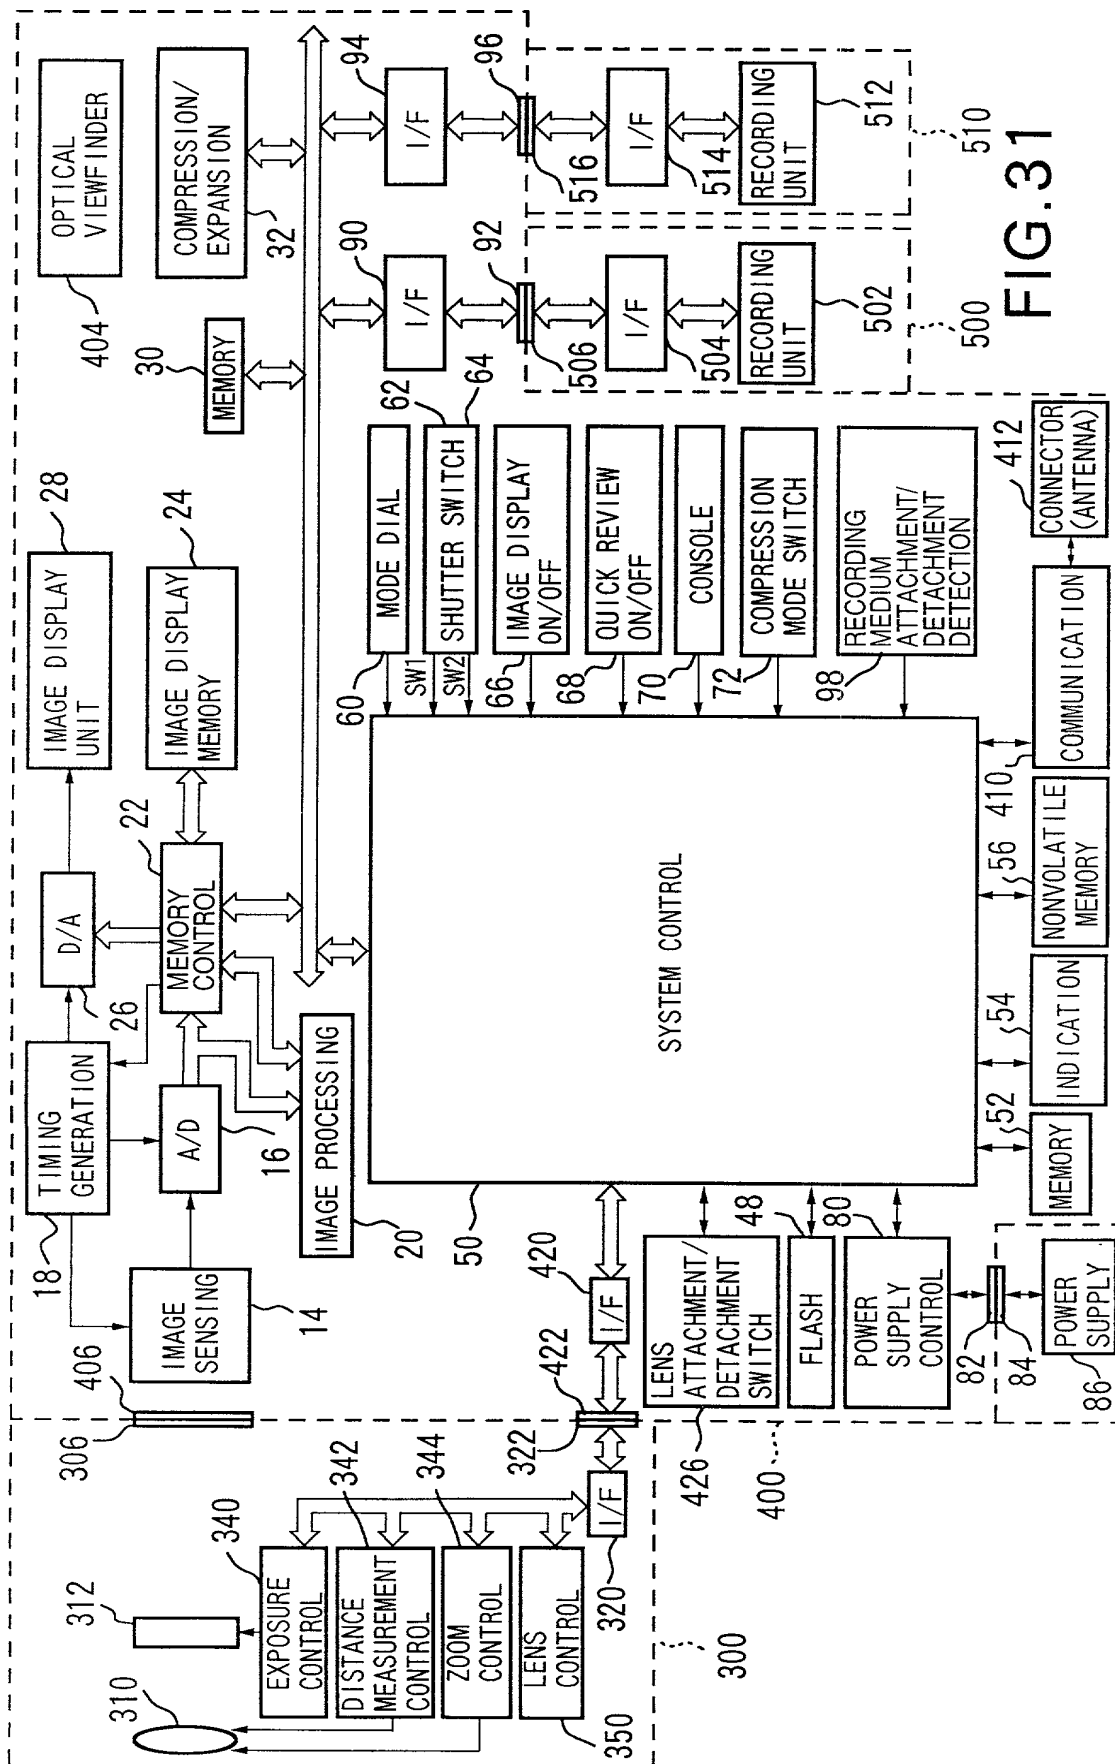 404
OPTICAL
VIEWFINDER
COMPRESSION/
EXPANSION
32
30
MEMORY
28
IMAGE DISPLAY
UNIT
24
IMAGE DISPLAY
MEMORY
22
MEMORY
CONTROL
D/A
26
TIMING
GENERATION
18
A/D
16
IMAGE PROCESSING
20
IMAGE
SENSING
14
406
306
94
I/F
96
516
I/F
514
RECORDING
UNIT
512
510
90
I/F
92
506
I/F
504
RECORDING
UNIT
502
500
FIG.31
62
64
MODE DIAL
60
SHUTTER SWITCH
SW1
SW2
IMAGE DISPLAY
ON/OFF
66
QUICK REVIEW
ON/OFF
68
CONSOLE
70
COMPRESSION
MODE SWITCH
72
RECORDING
MEDIUM
ATTACHMENT/
DETACHMENT
DETECTION
98
SYSTEM CONTROL
50
412
CONNECTOR
(ANTENNA)
COMMUNICATION
410
NONVOLATILE
MEMORY
56
INDICATION
54
MEMORY
52
420
I/F
422
322
I/F
320
LENS
ATTACHMENT/
DETACHMENT
SWITCH
426
FLASH
48
POWER
SUPPLY
CONTROL
80
82
84
POWER
SUPPLY
86
400
300
310
312
340
EXPOSURE
CONTROL
342
DISTANCE
MEASUREMENT
CONTROL
344
ZOOM
CONTROL
LENS
CONTROL
350